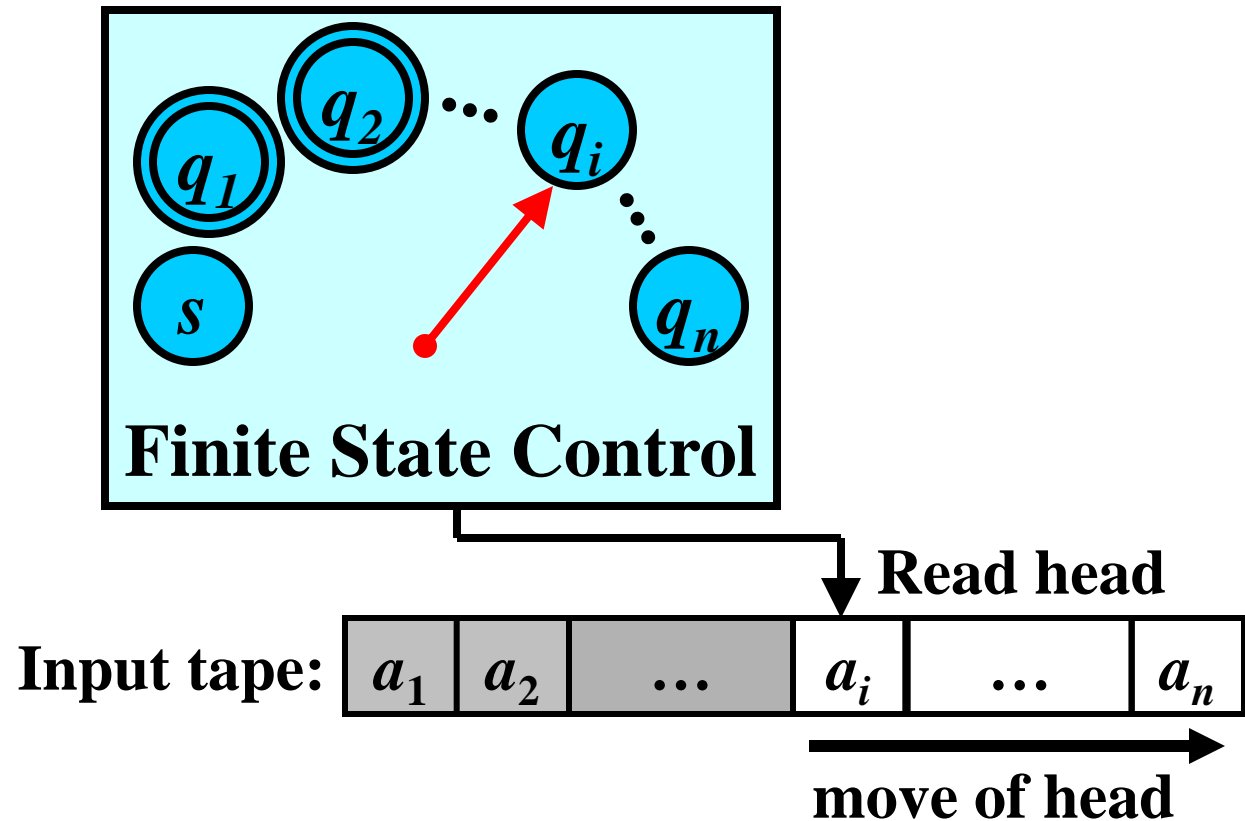 q₂ ... qᵢ
q₁
s qₙ
Finite State Control
Read head
Input tape: a₁ a₂ … aᵢ … aₙ
move of head